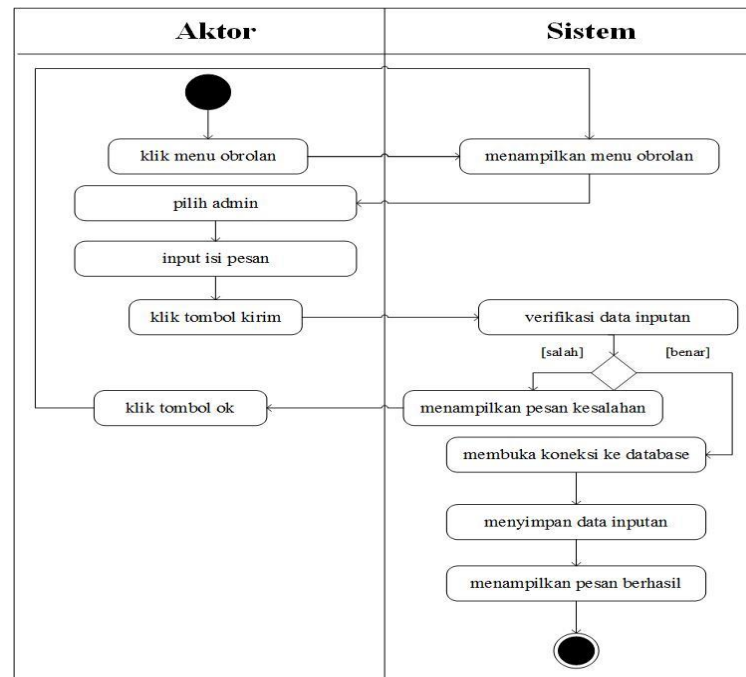 Aktor
Sistem
klik menu obrolan
menampilkan menu obrolan
pilih admin
input isi pesan
klik tombol kirim
verifikasi data inputan
[salah]
[benar]
klik tombol ok
menampilkan pesan kesalahan
membuka koneksi ke database
menyimpan data inputan
menampilkan pesan berhasil